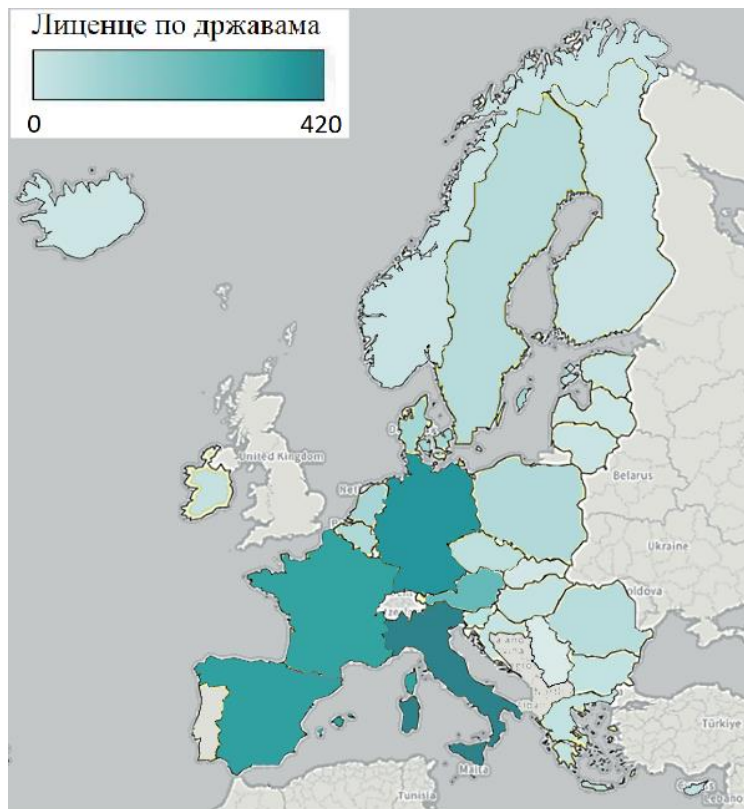 Лиценце по државама
0 420
United Kingdom
Belarus
Ukraine
Türkiye
Malta
Tunisia